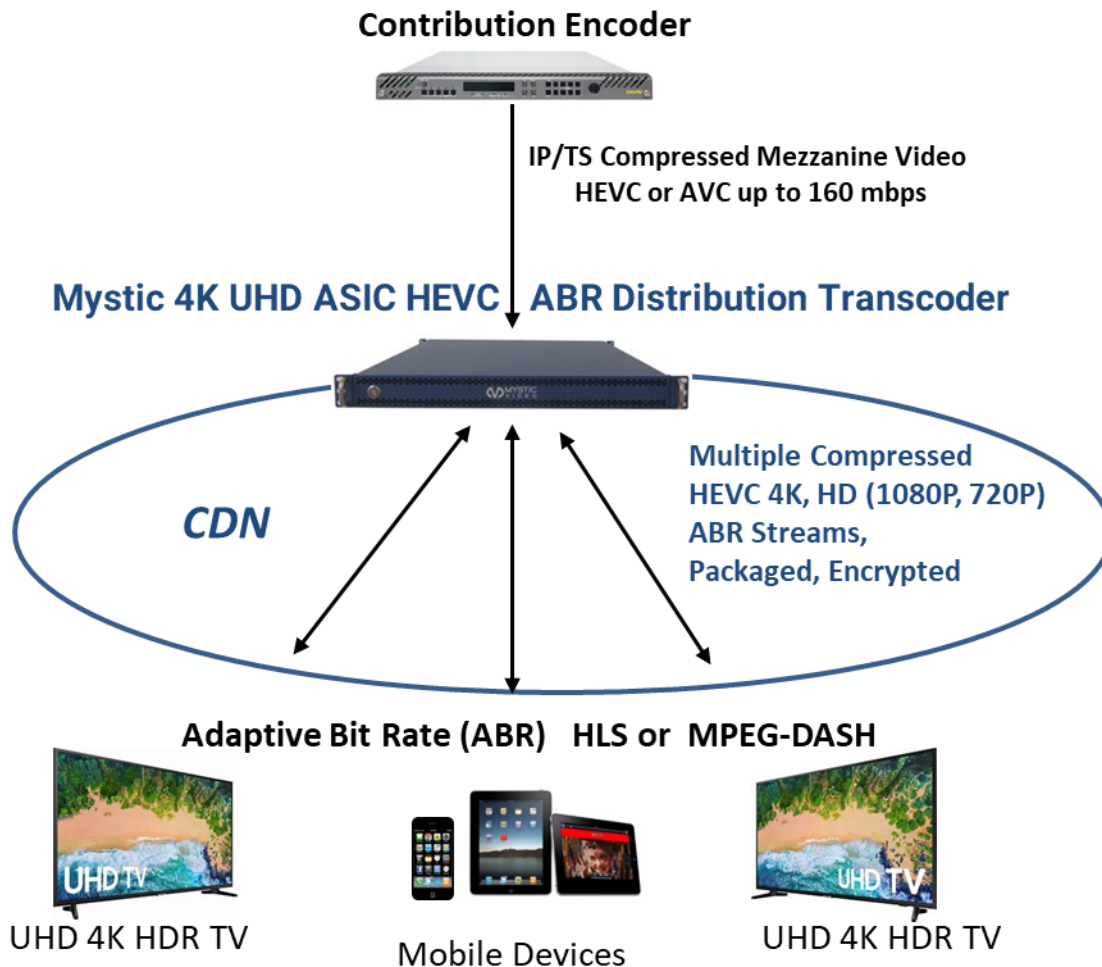 Contribution Encoder
IP/TS Compressed Mezzanine Video
HEVC or AVC up to 160 mbps
Mystic 4K UHD ASIC HEVC ABR Distribution Transcoder
MYSTIC
VIDEO
CDN
Multiple Compressed
HEVC 4K, HD (1080P, 720P)
ABR Streams,
Packaged, Encrypted
Adaptive Bit Rate (ABR) HLS or MPEG-DASH
UHD TV
UHD TV
UHD 4K HDR TV
Mobile Devices
UHD 4K HDR TV